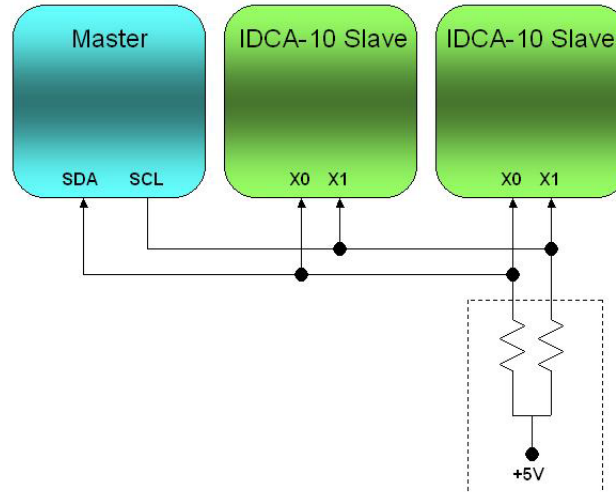 Master
IDCA-10 Slave
IDCA-10 Slave
SDA SCL
X0 X1
X0 X1
+5V